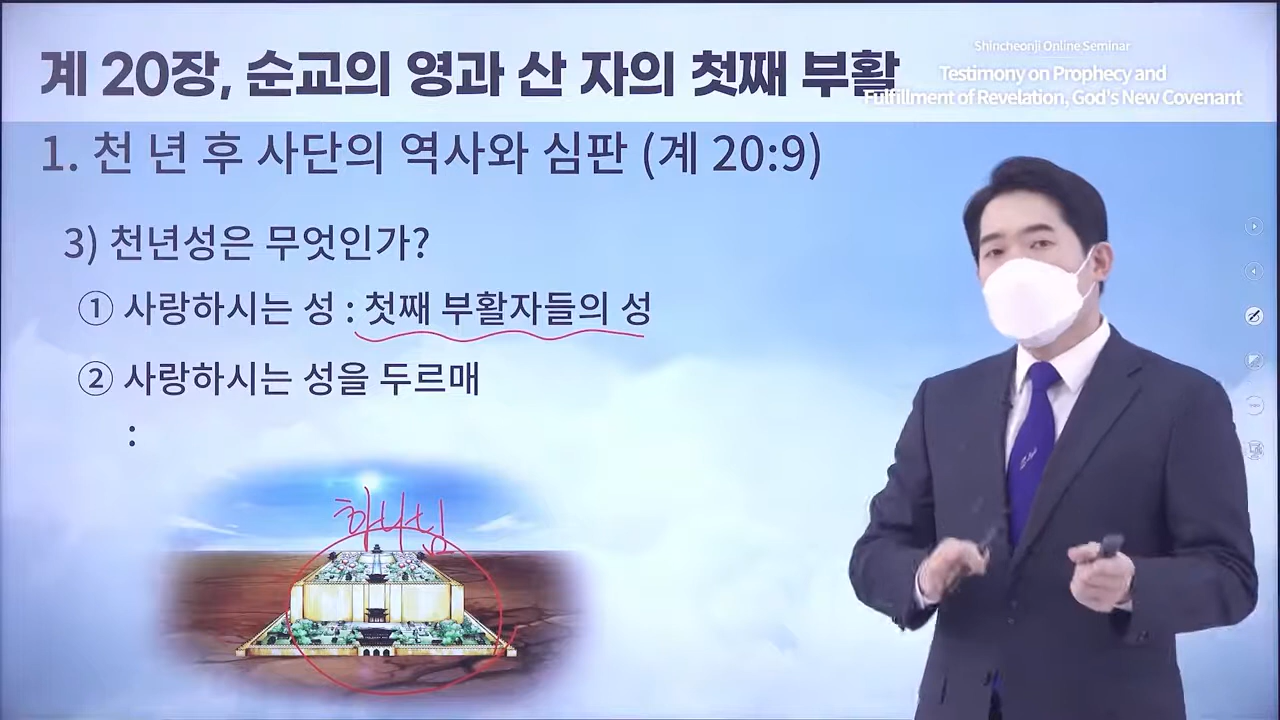 계 20장, 순교의 영과 산 자의 첫째 부활
Shincheonji Online Seminar
Testimony on Prophecy and
Fulfillment of Revelation, God's New Covenant
1. 천 년 후 사단의 역사와 심판 (계 20:9)
3) 천년성은 무엇인가?
① 사랑하시는 성 : 첫째 부활자들의 성
② 사랑하시는 성을 두르매
:
하나님